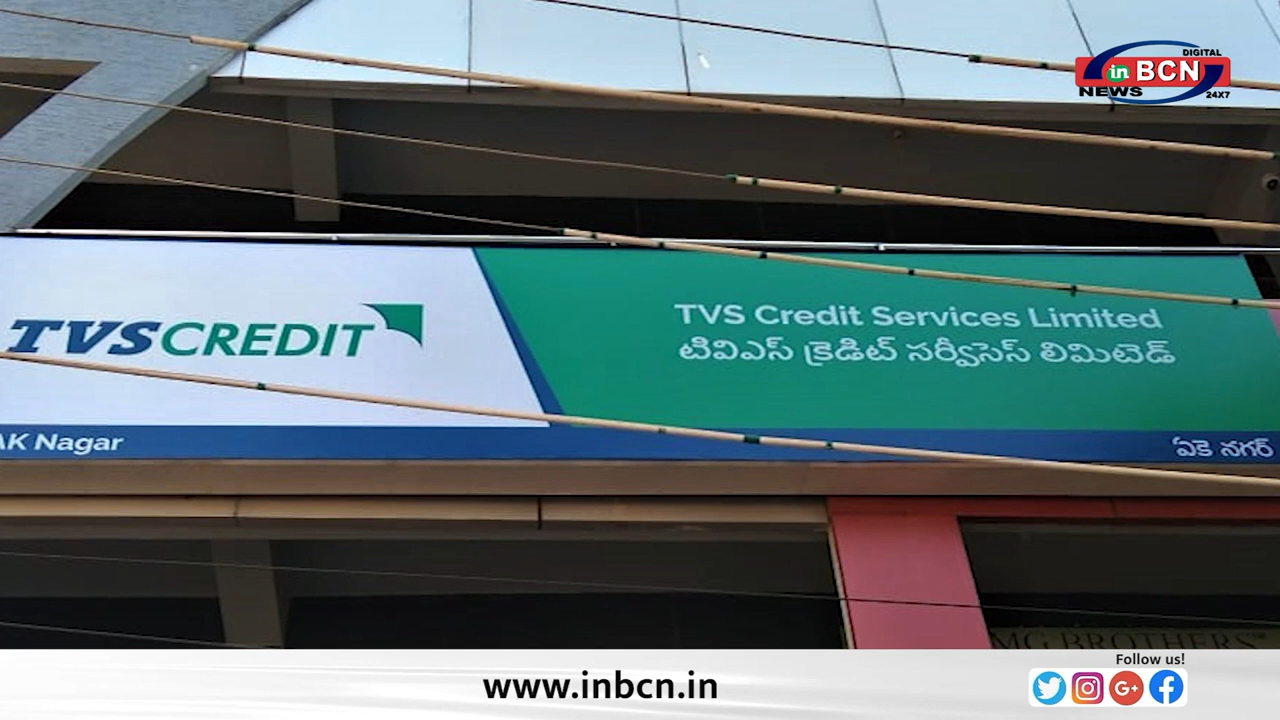 DIGITAL
in BCN
NEWS 24X7
TVS CREDIT
TVS Credit Services Limited
టివిఎస్ క్రెడిట్ సర్వీసెస్ లిమిటెడ్
AK Nagar
ఏకె నగర్
MG BROTHERS
Follow us!
www.inbcn.in